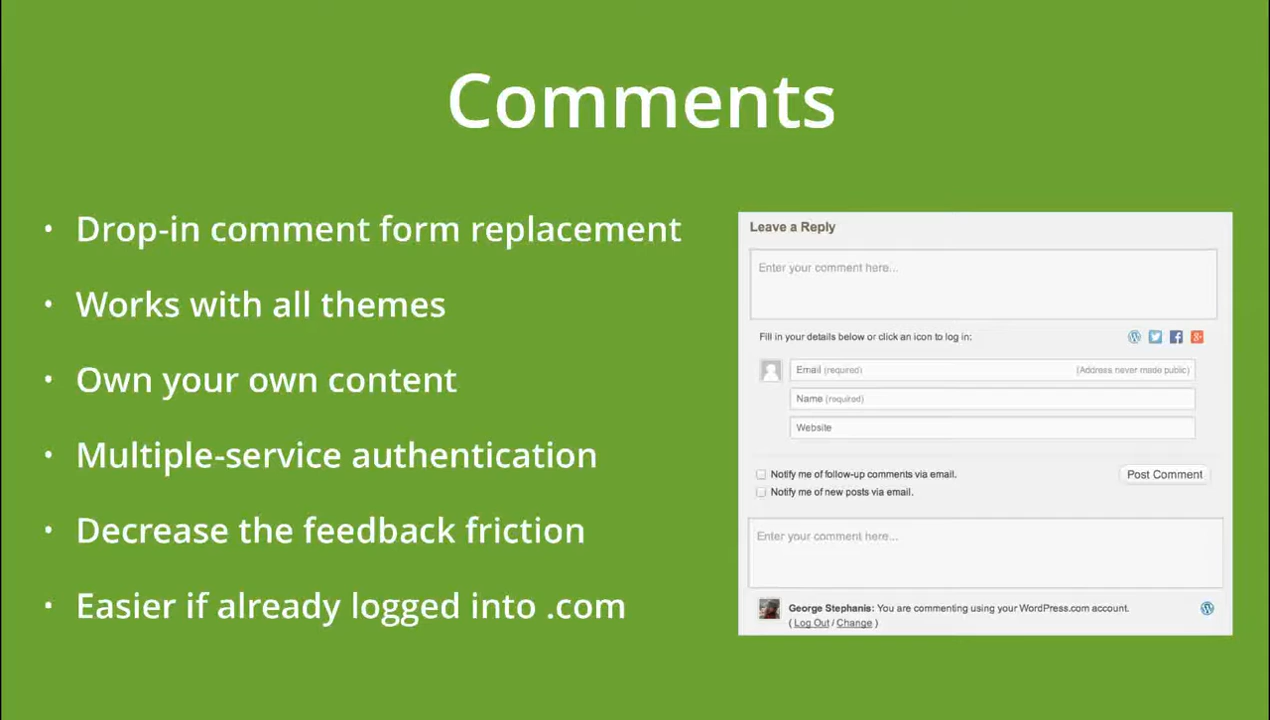 Comments
• Drop-in comment form replacement
• Works with all themes
• Own your own content
• Multiple-service authentication
• Decrease the feedback friction
• Easier if already logged into .com
Leave a Reply
Enter your comment here...
Fill in your details below or click an icon to log in:
Email (required) (Address never made public)
Name (required)
Website
Notify me of follow-up comments via email.
Post Comment
Notify me of new posts via email.
Enter your comment here...
George Stephanis: You are commenting using your WordPress.com account.
( Log Out / Change )